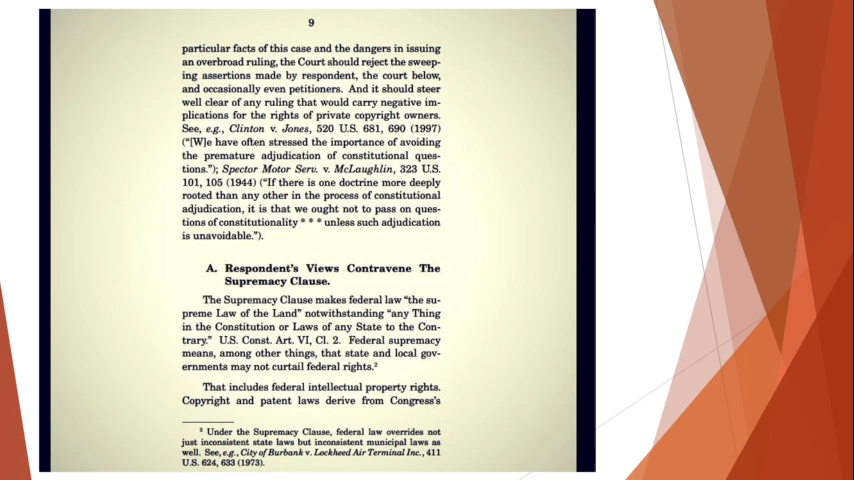 9
particular facts of this case and the dangers in issuing
an overbroad ruling, the Court should reject the sweep-
ing assertions made by respondent, the court below,
and occasionally even petitioners. And it should steer
well clear of any ruling that would carry negative im-
plications for the rights of private copyright owners.
See, e.g., Clinton v. Jones, 520 U.S. 681, 690 (1997)
(“[W]e have often stressed the importance of avoiding
the premature adjudication of constitutional ques-
tions.”); Spector Motor Serv. v. McLaughlin, 323 U.S.
101, 105 (1944) (“If there is one doctrine more deeply
rooted than any other in the process of constitutional
adjudication, it is that we ought not to pass on ques-
tions of constitutionality * * * unless such adjudication
is unavoidable.”).
A. Respondent’s Views Contravene The
Supremacy Clause.
The Supremacy Clause makes federal law “the su-
preme Law of the Land” notwithstanding “any Thing
in the Constitution or Laws of any State to the Con-
trary.” U.S. Const. Art. VI, Cl. 2. Federal supremacy
means, among other things, that state and local gov-
ernments may not curtail federal rights.²
That includes federal intellectual property rights.
Copyright and patent laws derive from Congress’s
² Under the Supremacy Clause, federal law overrides not
just inconsistent state laws but inconsistent municipal laws as
well. See, e.g., City of Burbank v. Lockheed Air Terminal Inc., 411
U.S. 624, 633 (1973).